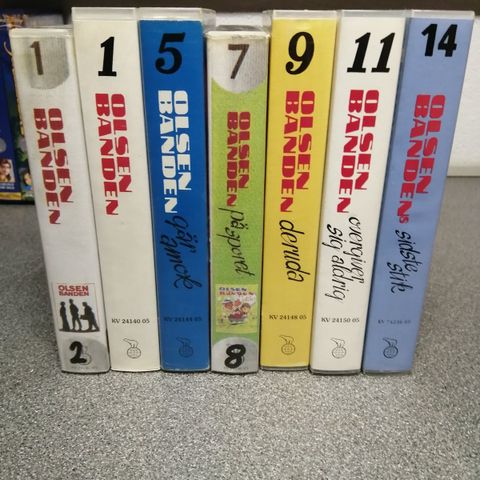 1
OLSEN
BANDEN
OLSEN
BANDEN
2
1
OLSEN
BANDEN
KV 24140 05
5
OLSEN
BANDEN
går
amok
KV 24144 05
7
OLSEN
BANDEN
på sporet
OLSEN
BANDEN
8
9
OLSEN
BANDEN
deruda
KV 24148 05
11
OLSEN
BANDEN
overgiver
sig aldrig
KV 24150 05
14
OLSEN
BANDENS
sidste
stik